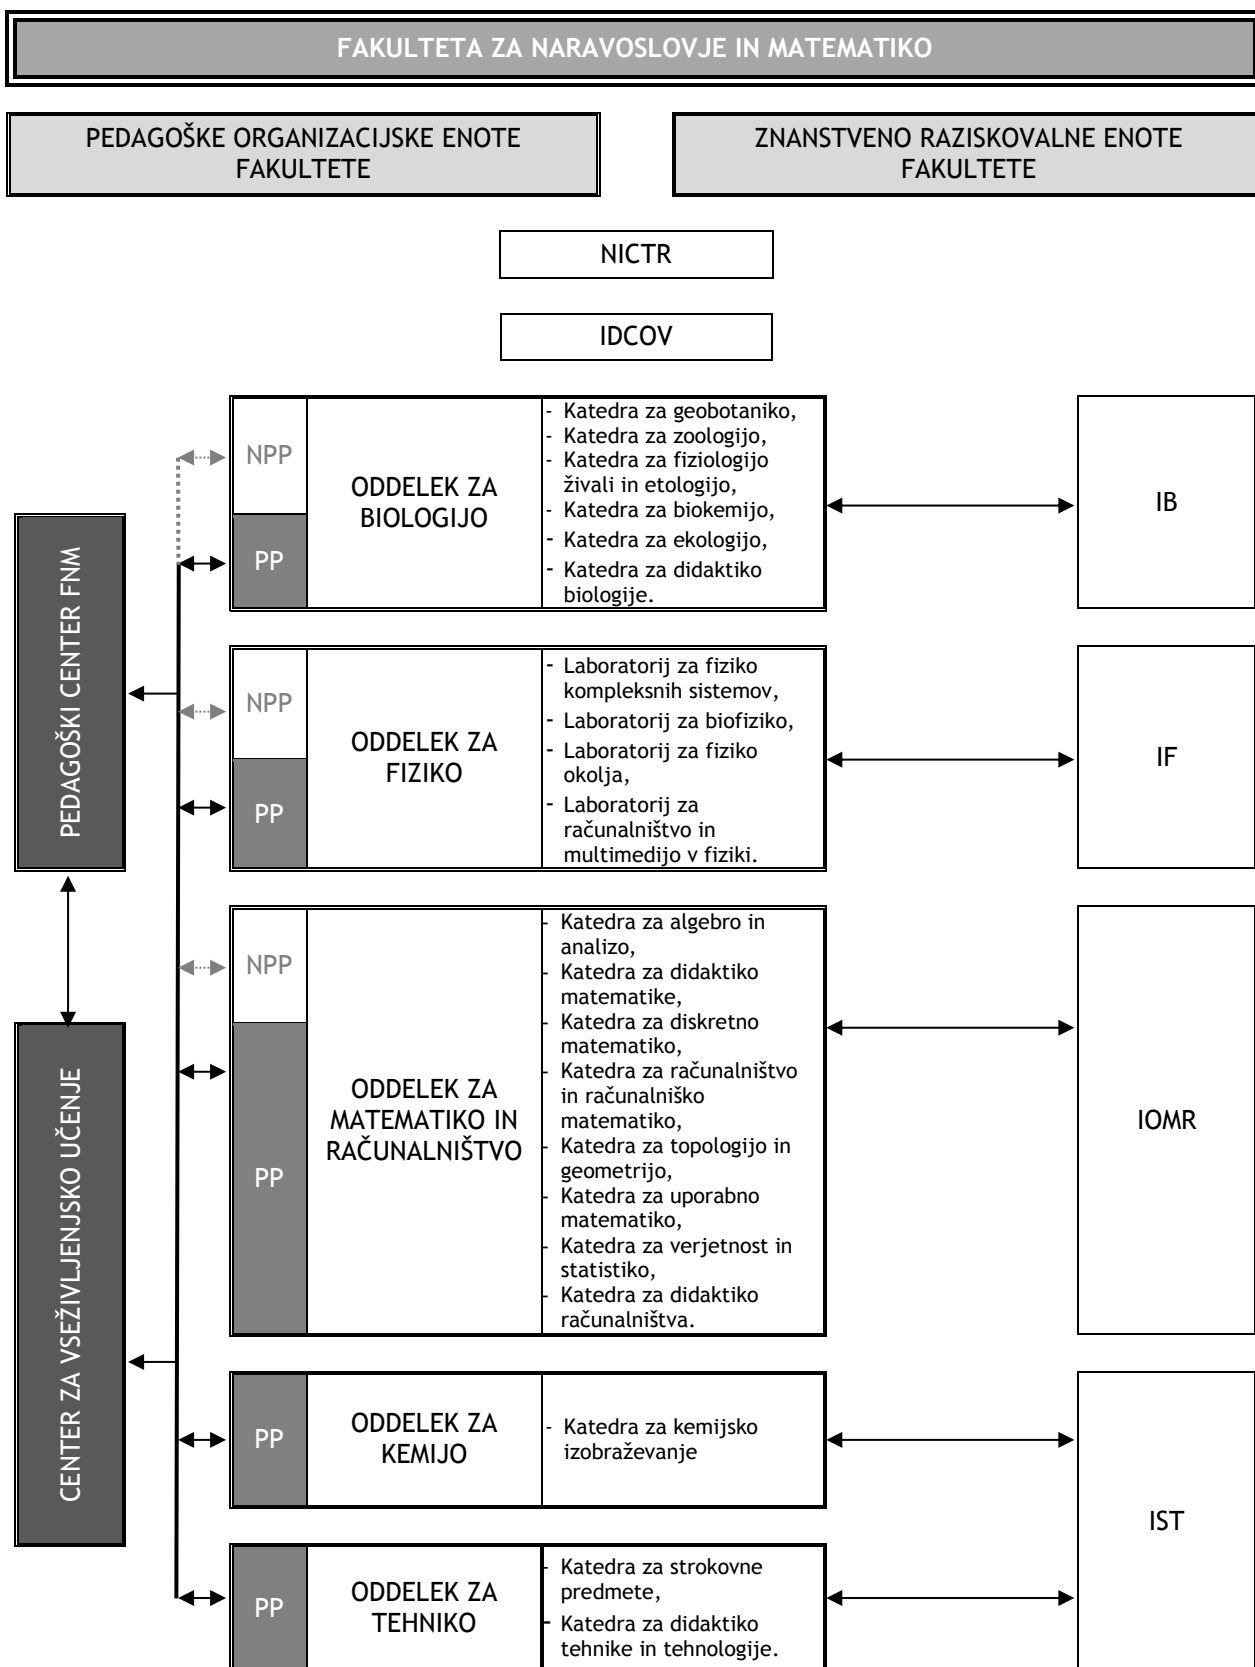 FAKULTETA ZA NARAVOSLOVJE IN MATEMATIKO
PEDAGOŠKE ORGANIZACIJSKE ENOTE
FAKULTETE
ZNANSTVENO RAZISKOVALNE ENOTE
FAKULTETE
NICTR
IDCOV
PEDAGOŠKI CENTER FNM
CENTER ZA VSEŽIVLJENJSKO UČENJE
NPP
PP
ODDELEK ZA
BIOLOGIJO
- Katedra za geobotaniko,
- Katedra za zoologijo,
- Katedra za fiziologijo
živali in etologijo,
- Katedra za biokemijo,
- Katedra za ekologijo,
- Katedra za didaktiko
biologije.
IB
NPP
PP
ODDELEK ZA
FIZIKO
- Laboratorij za fiziko
kompleksnih sistemov,
- Laboratorij za biofiziko,
- Laboratorij za fiziko
okolja,
- Laboratorij za
računalništvo in
multimedijo v fiziki.
IF
NPP
PP
ODDELEK ZA
MATEMATIKO IN
RAČUNALNIŠTVO
- Katedra za algebro in
analizo,
- Katedra za didaktiko
matematike,
- Katedra za diskretno
matematiko,
- Katedra za računalništvo
in računalniško
matematiko,
- Katedra za topologijo in
geometrijo,
- Katedra za uporabno
matematiko,
- Katedra za verjetnost in
statistiko,
- Katedra za didaktiko
računalništva.
IOMR
PP
ODDELEK ZA
KEMIJO
- Katedra za kemijsko
izobraževanje
IST
PP
ODDELEK ZA
TEHNIKO
- Katedra za strokovne
predmete,
- Katedra za didaktiko
tehnike in tehnologije.